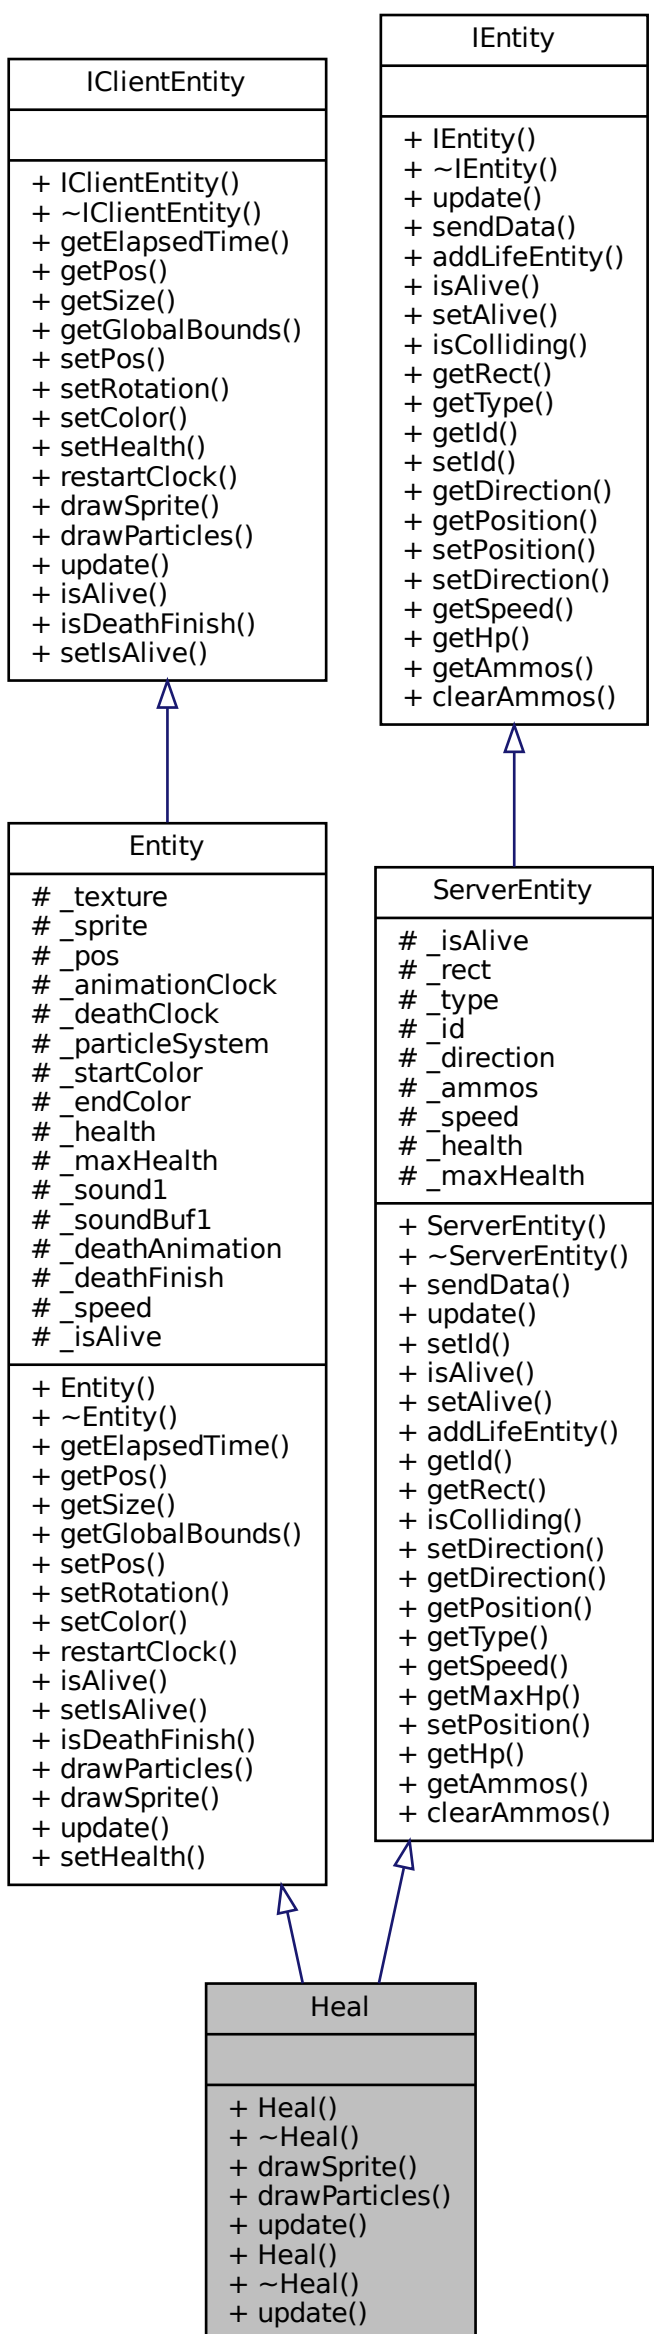 IClientEntity
+ IClientEntity()
+ ~IClientEntity()
+ getElapsedTime()
+ getPos()
+ getSize()
+ getGlobalBounds()
+ setPos()
+ setRotation()
+ setColor()
+ setHealth()
+ restartClock()
+ drawSprite()
+ drawParticles()
+ update()
+ isAlive()
+ isDeathFinish()
+ setIsAlive()
IEntity
+ IEntity()
+ ~IEntity()
+ update()
+ sendData()
+ addLifeEntity()
+ isAlive()
+ setAlive()
+ isColliding()
+ getRect()
+ getType()
+ getId()
+ setId()
+ getDirection()
+ getPosition()
+ setPosition()
+ setDirection()
+ getSpeed()
+ getHp()
+ getAmmos()
+ clearAmmos()
Entity
# _texture
# _sprite
# _pos
# _animationClock
# _deathClock
# _particleSystem
# _startColor
# _endColor
# _health
# _maxHealth
# _sound1
# _soundBuf1
# _deathAnimation
# _deathFinish
# _speed
# _isAlive
+ Entity()
+ ~Entity()
+ getElapsedTime()
+ getPos()
+ getSize()
+ getGlobalBounds()
+ setPos()
+ setRotation()
+ setColor()
+ restartClock()
+ isAlive()
+ setIsAlive()
+ isDeathFinish()
+ drawParticles()
+ drawSprite()
+ update()
+ setHealth()
ServerEntity
# _isAlive
# _rect
# _type
# _id
# _direction
# _ammos
# _speed
# _health
# _maxHealth
+ ServerEntity()
+ ~ServerEntity()
+ sendData()
+ update()
+ setId()
+ isAlive()
+ setAlive()
+ addLifeEntity()
+ getId()
+ getRect()
+ isColliding()
+ setDirection()
+ getDirection()
+ getPosition()
+ getType()
+ getSpeed()
+ getMaxHp()
+ setPosition()
+ getHp()
+ getAmmos()
+ clearAmmos()
Heal
+ Heal()
+ ~Heal()
+ drawSprite()
+ drawParticles()
+ update()
+ Heal()
+ ~Heal()
+ update()